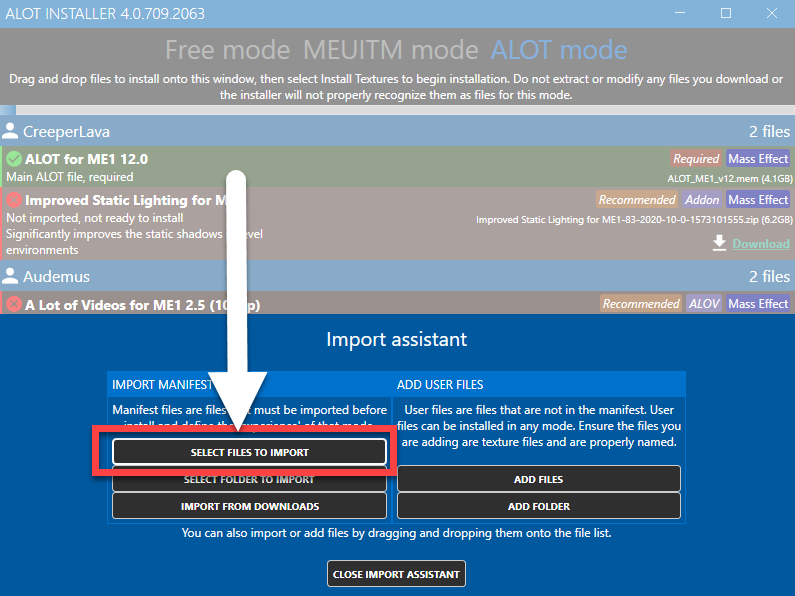 ALOT INSTALLER 4.0.709.2063
Free mode MEUITM mode ALOT mode
Drag and drop files to install onto this window, then select Install Textures to begin installation. Do not extract or modify any files you download or
the installer will not properly recognize them as files for this mode.
CreeperLava 2 files
ALOT for ME1 12.0 Required Mass Effect
Main ALOT file, required ALOT_ME1_v12.mem (4.1GB)
Improved Static Lighting for M Recommended Addon Mass Effect
Not imported, not ready to install Improved Static Lighting for ME1-83-2020-10-0-1573101555.zip (6.2GB)
Significantly improves the static shadows level
environments Download
Audemus 2 files
A Lot of Videos for ME1 2.5 (10 p) Recommended ALOV Mass Effect
Import assistant
IMPORT MANIFEST
ADD USER FILES
Manifest files are files must be imported before
install and define the experience' of that mode
SELECT FILES TO IMPORT
SELECT FOLDER TO IMPORT
IMPORT FROM DOWNLOADS
User files are files that are not in the manifest. User
files can be installed in any mode. Ensure the files you
are adding are texture files and are properly named.
ADD FILES
ADD FOLDER
You can also import or add files by dragging and dropping them onto the file list.
CLOSE IMPORT ASSISTANT